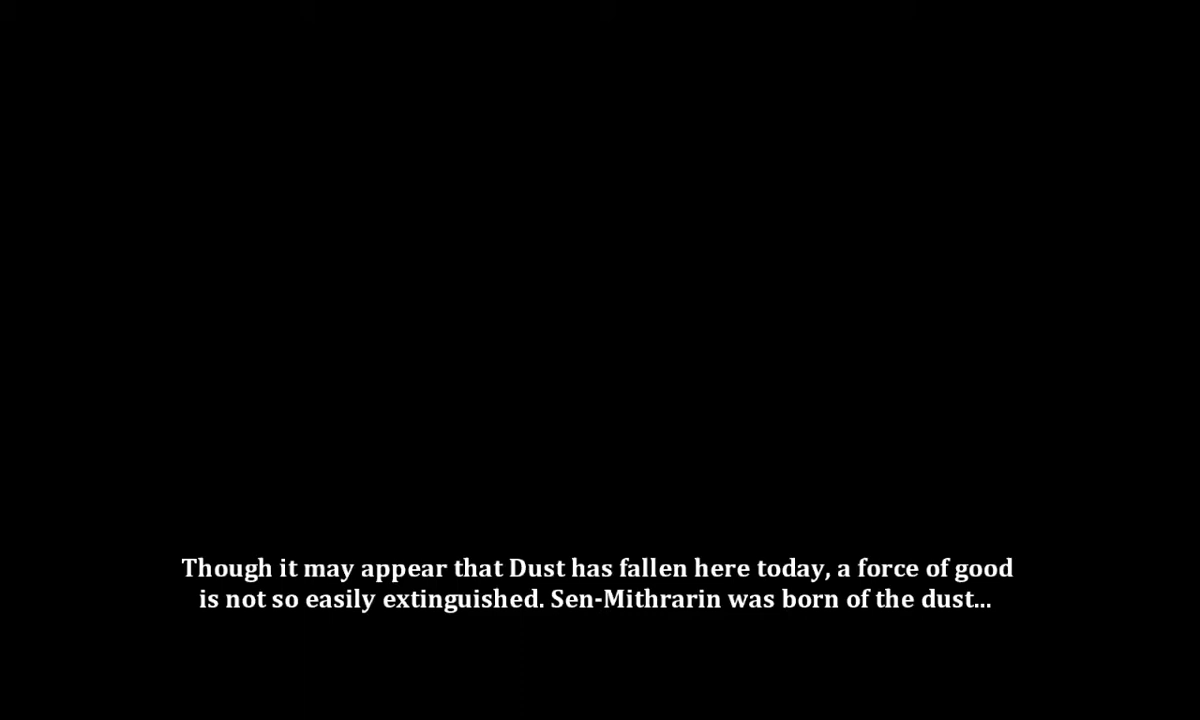 Though it may appear that Dust has fallen here today, a force of good
is not so easily extinguished. Sen-Mithrarin was born of the dust...